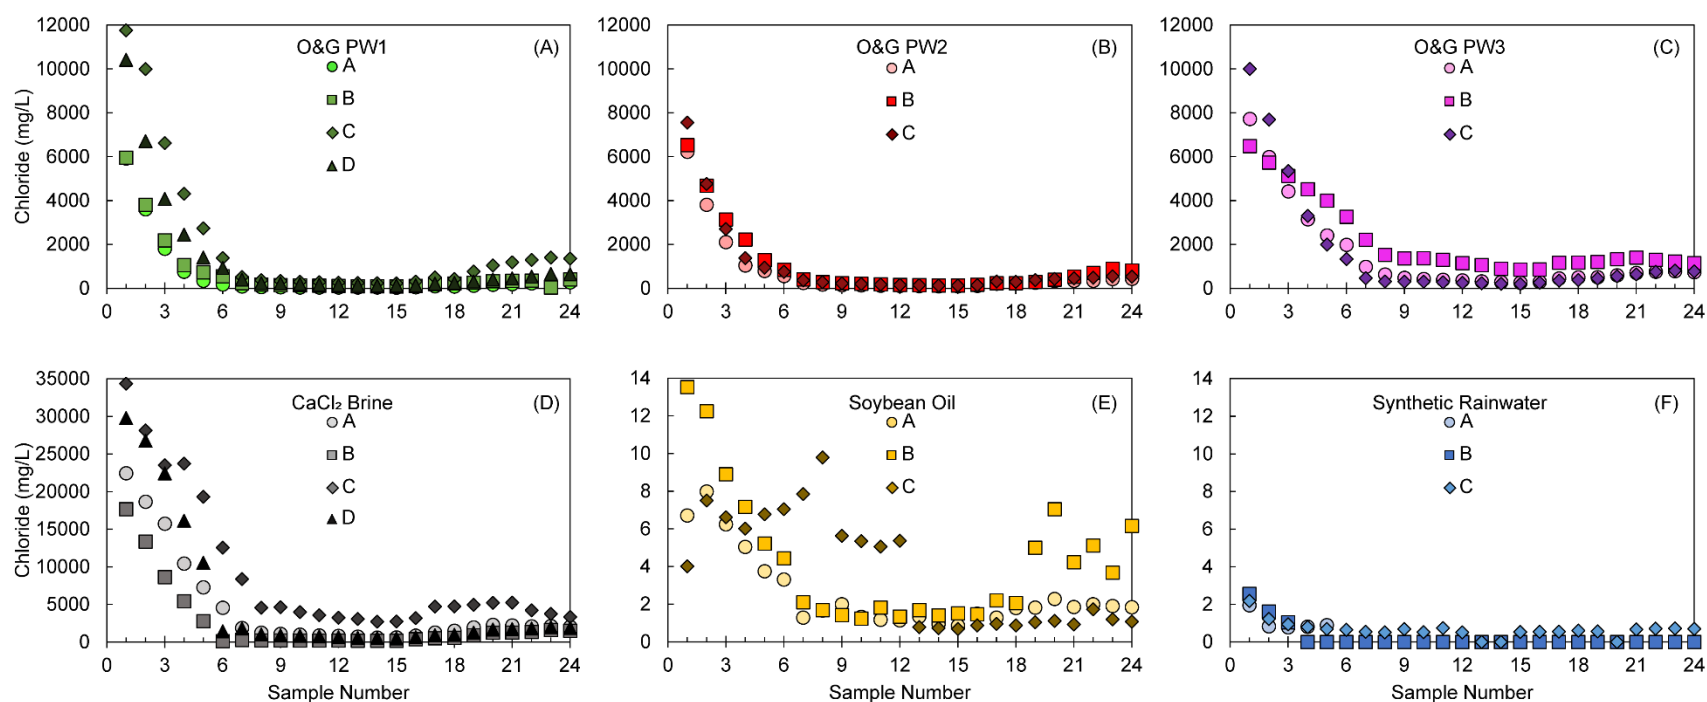 O&G PW1 (A)
A
B
C
D
Chloride (mg/L)
12000
10000
8000
6000
4000
2000
0
0 3 6 9 12 15 18 21 24
O&G PW2 (B)
A
B
C
12000
10000
8000
6000
4000
2000
0
0 3 6 9 12 15 18 21 24
O&G PW3 (C)
A
B
C
12000
10000
8000
6000
4000
2000
0
0 3 6 9 12 15 18 21 24
CaCl₂ Brine (D)
A
B
C
D
Chloride (mg/L)
35000
30000
25000
20000
15000
10000
5000
0
0 3 6 9 12 15 18 21 24
Sample Number
Soybean Oil (E)
A
B
C
14
12
10
8
6
4
2
0
0 3 6 9 12 15 18 21 24
Sample Number
Synthetic Rainwater (F)
A
B
C
14
12
10
8
6
4
2
0
0 3 6 9 12 15 18 21 24
Sample Number